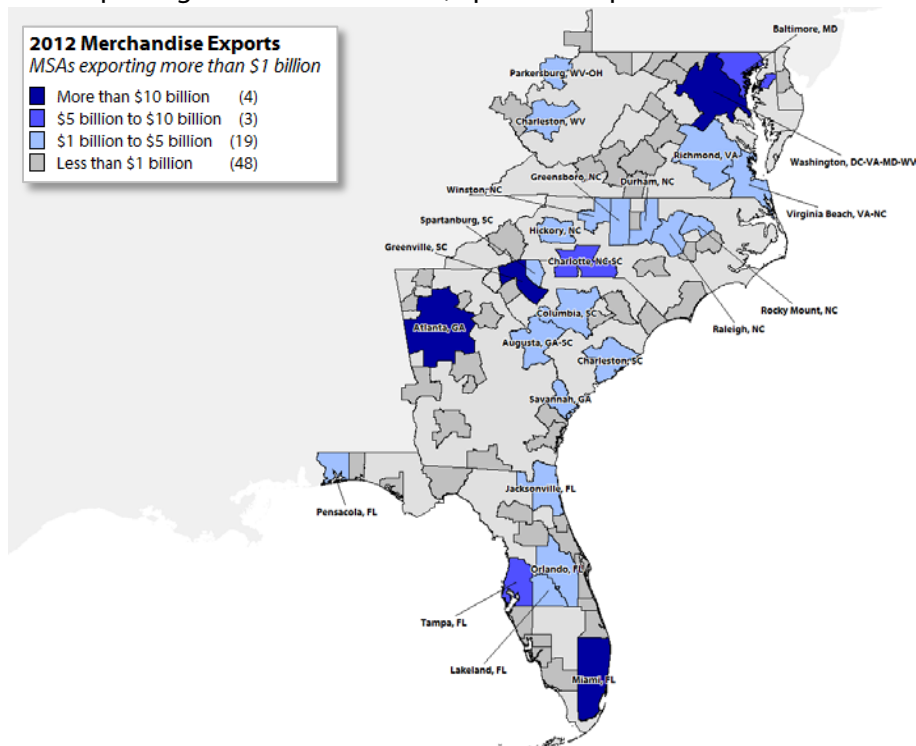 2012 Merchandise Exports
MSAs exporting more than $1 billion
More than $10 billion (4)
$5 billion to $10 billion (3)
$1 billion to $5 billion (19)
Less than $1 billion (48)
Baltimore, MD
Parkersburg, WV-OH
Charleston, WV
Richmond, VA
Washington, DC-VA-MD-WV
Greensboro, NC
Durham, NC
Winston, NC
Virginia Beach, VA-NC
Spartanburg, SC
Hickory, NC
Greenville, SC
Charlotte, NC-SC
Rocky Mount, NC
Columbia, SC
Raleigh, NC
Atlanta, GA
Augusta, GA-SC
Charleston, SC
Savannah, GA
Jacksonville, FL
Pensacola, FL
Orlando, FL
Tampa, FL
Lakeland, FL
Miami, FL